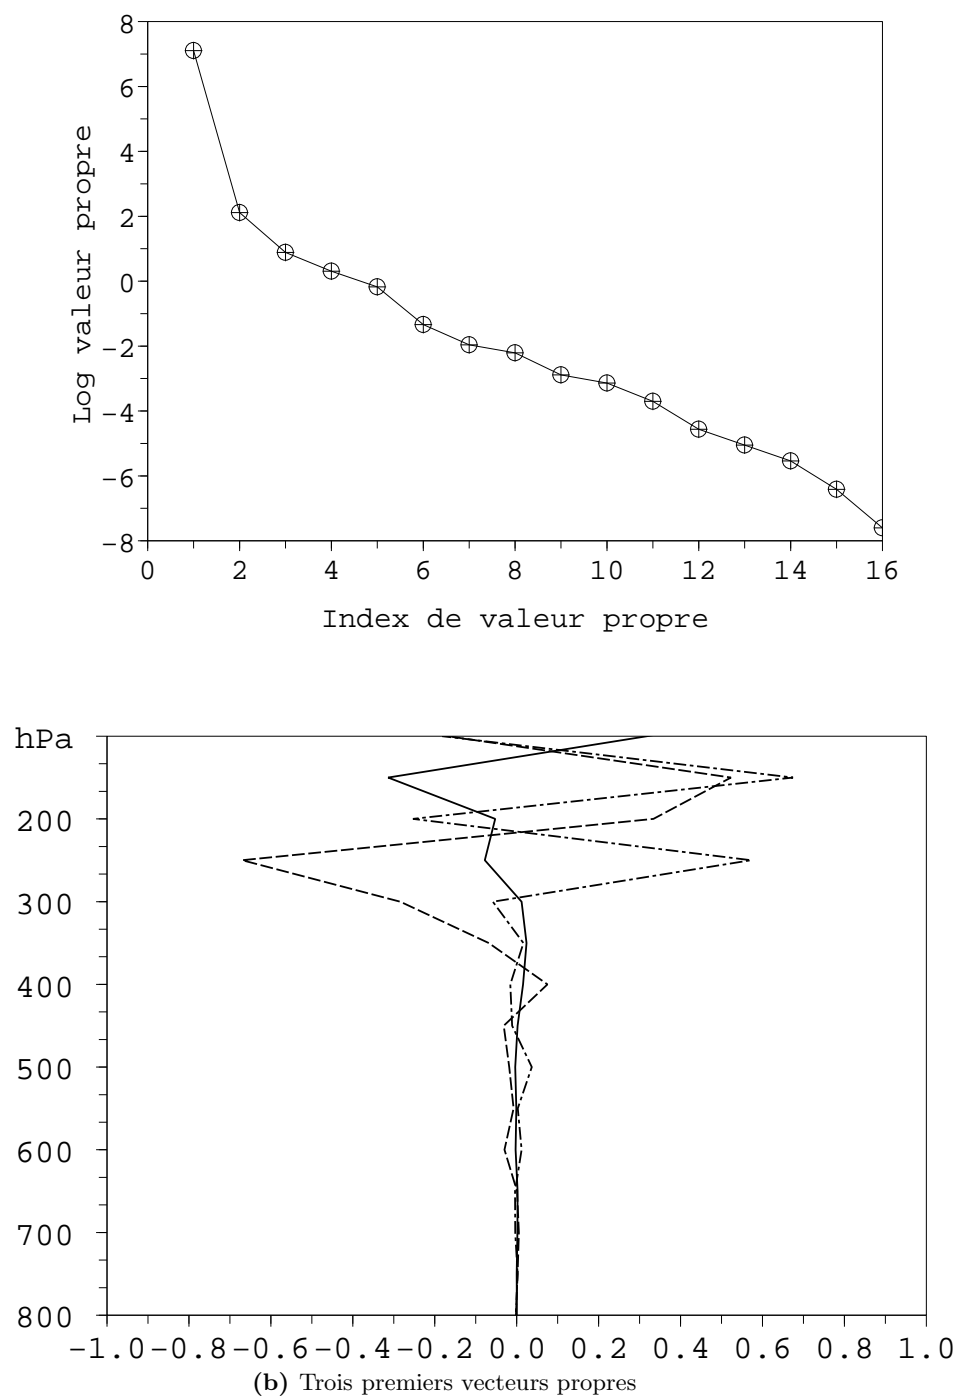 8
6
4
2
0
-2
-4
-6
-8
Log valeur propre
0 2 4 6 8 10 12 14 16
Index de valeur propre
hPa
200
300
400
500
600
700
800
-1.0 -0.8 -0.6 -0.4 -0.2 0.0 0.2 0.4 0.6 0.8 1.0
(b) Trois premiers vecteurs propres